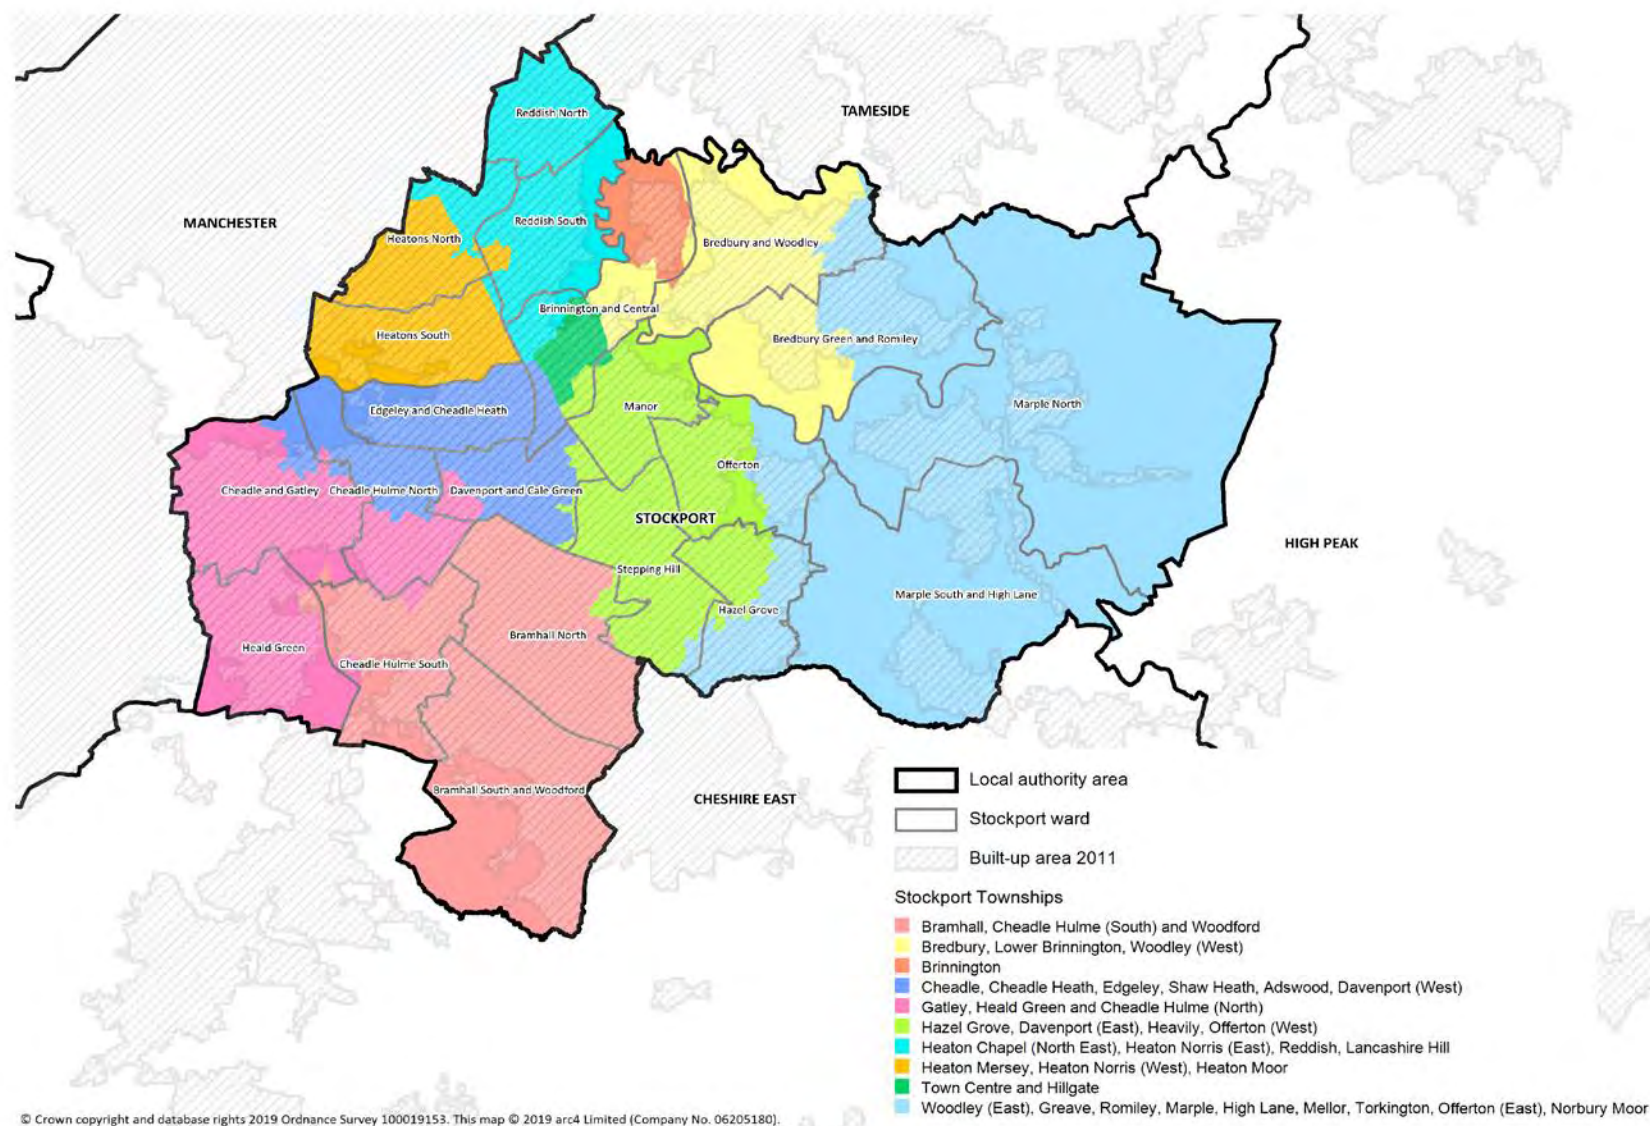 Reddish North
TAMESIDE
MANCHESTER
Reddish South
Heatons North
Bredbury and Woodley
Brinnington and Central
Heatons South
Bredbury Green and Romiley
Marple North
Manor
Edgeley and Cheadle Heath
Offerton
Cheadle and Gatley
Cheadle Hulme North
Davenport and Cale Green
STOCKPORT
HIGH PEAK
Stepping Hill
Marple South and High Lane
Hazel Grove
Bramhall North
Heald Green
Cheadle Hulme South
Bramhall South and Woodford
CHESHIRE EAST
Local authority area
Stockport ward
Built-up area 2011
Stockport Townships
Bramhall, Cheadle Hulme (South) and Woodford
Bredbury, Lower Brinnington, Woodley (West)
Brinnington
Cheadle, Cheadle Heath, Edgeley, Shaw Heath, Adswood, Davenport (West)
Gatley, Heald Green and Cheadle Hulme (North)
Hazel Grove, Davenport (East), Heavily, Offerton (West)
Heaton Chapel (North East), Heaton Norris (East), Reddish, Lancashire Hill
Heaton Mersey, Heaton Norris (West), Heaton Moor
Town Centre and Hillgate
Woodley (East), Greave, Romiley, Marple, High Lane, Mellor, Torkington, Offerton (East), Norbury Moor
© Crown copyright and database rights 2019 Ordnance Survey 100019153. This map © 2019 arc4 Limited (Company No. 06205180).